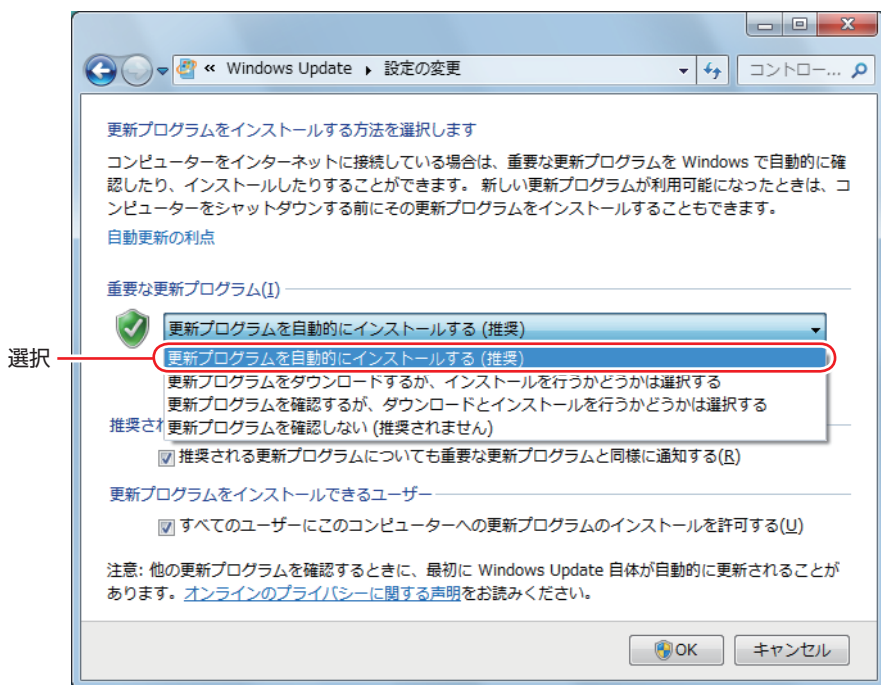 « Windows Update ▸ 設定の変更
コントロー...
更新プログラムをインストールする方法を選択します
コンピューターをインターネットに接続している場合は、重要な更新プログラムを Windows で自動的に確
認したり、インストールしたりすることができます。 新しい更新プログラムが利用可能になったときは、コ
ンピューターをシャットダウンする前にその更新プログラムをインストールすることもできます。
自動更新の利点
重要な更新プログラム(I)
更新プログラムを自動的にインストールする (推奨)
選択
更新プログラムを自動的にインストールする (推奨)
更新プログラムをダウンロードするが、インストールを行うかどうかは選択する
更新プログラムを確認するが、ダウンロードとインストールを行うかどうかは選択する
推奨され
更新プログラムを確認しない (推奨されません)
推奨される更新プログラムについても重要な更新プログラムと同様に通知する(R)
更新プログラムをインストールできるユーザー
すべてのユーザーにこのコンピューターへの更新プログラムのインストールを許可する(U)
注意: 他の更新プログラムを確認するときに、最初に Windows Update 自体が自動的に更新されることが
あります。オンラインのプライバシーに関する声明をお読みください。
OK
キャンセル